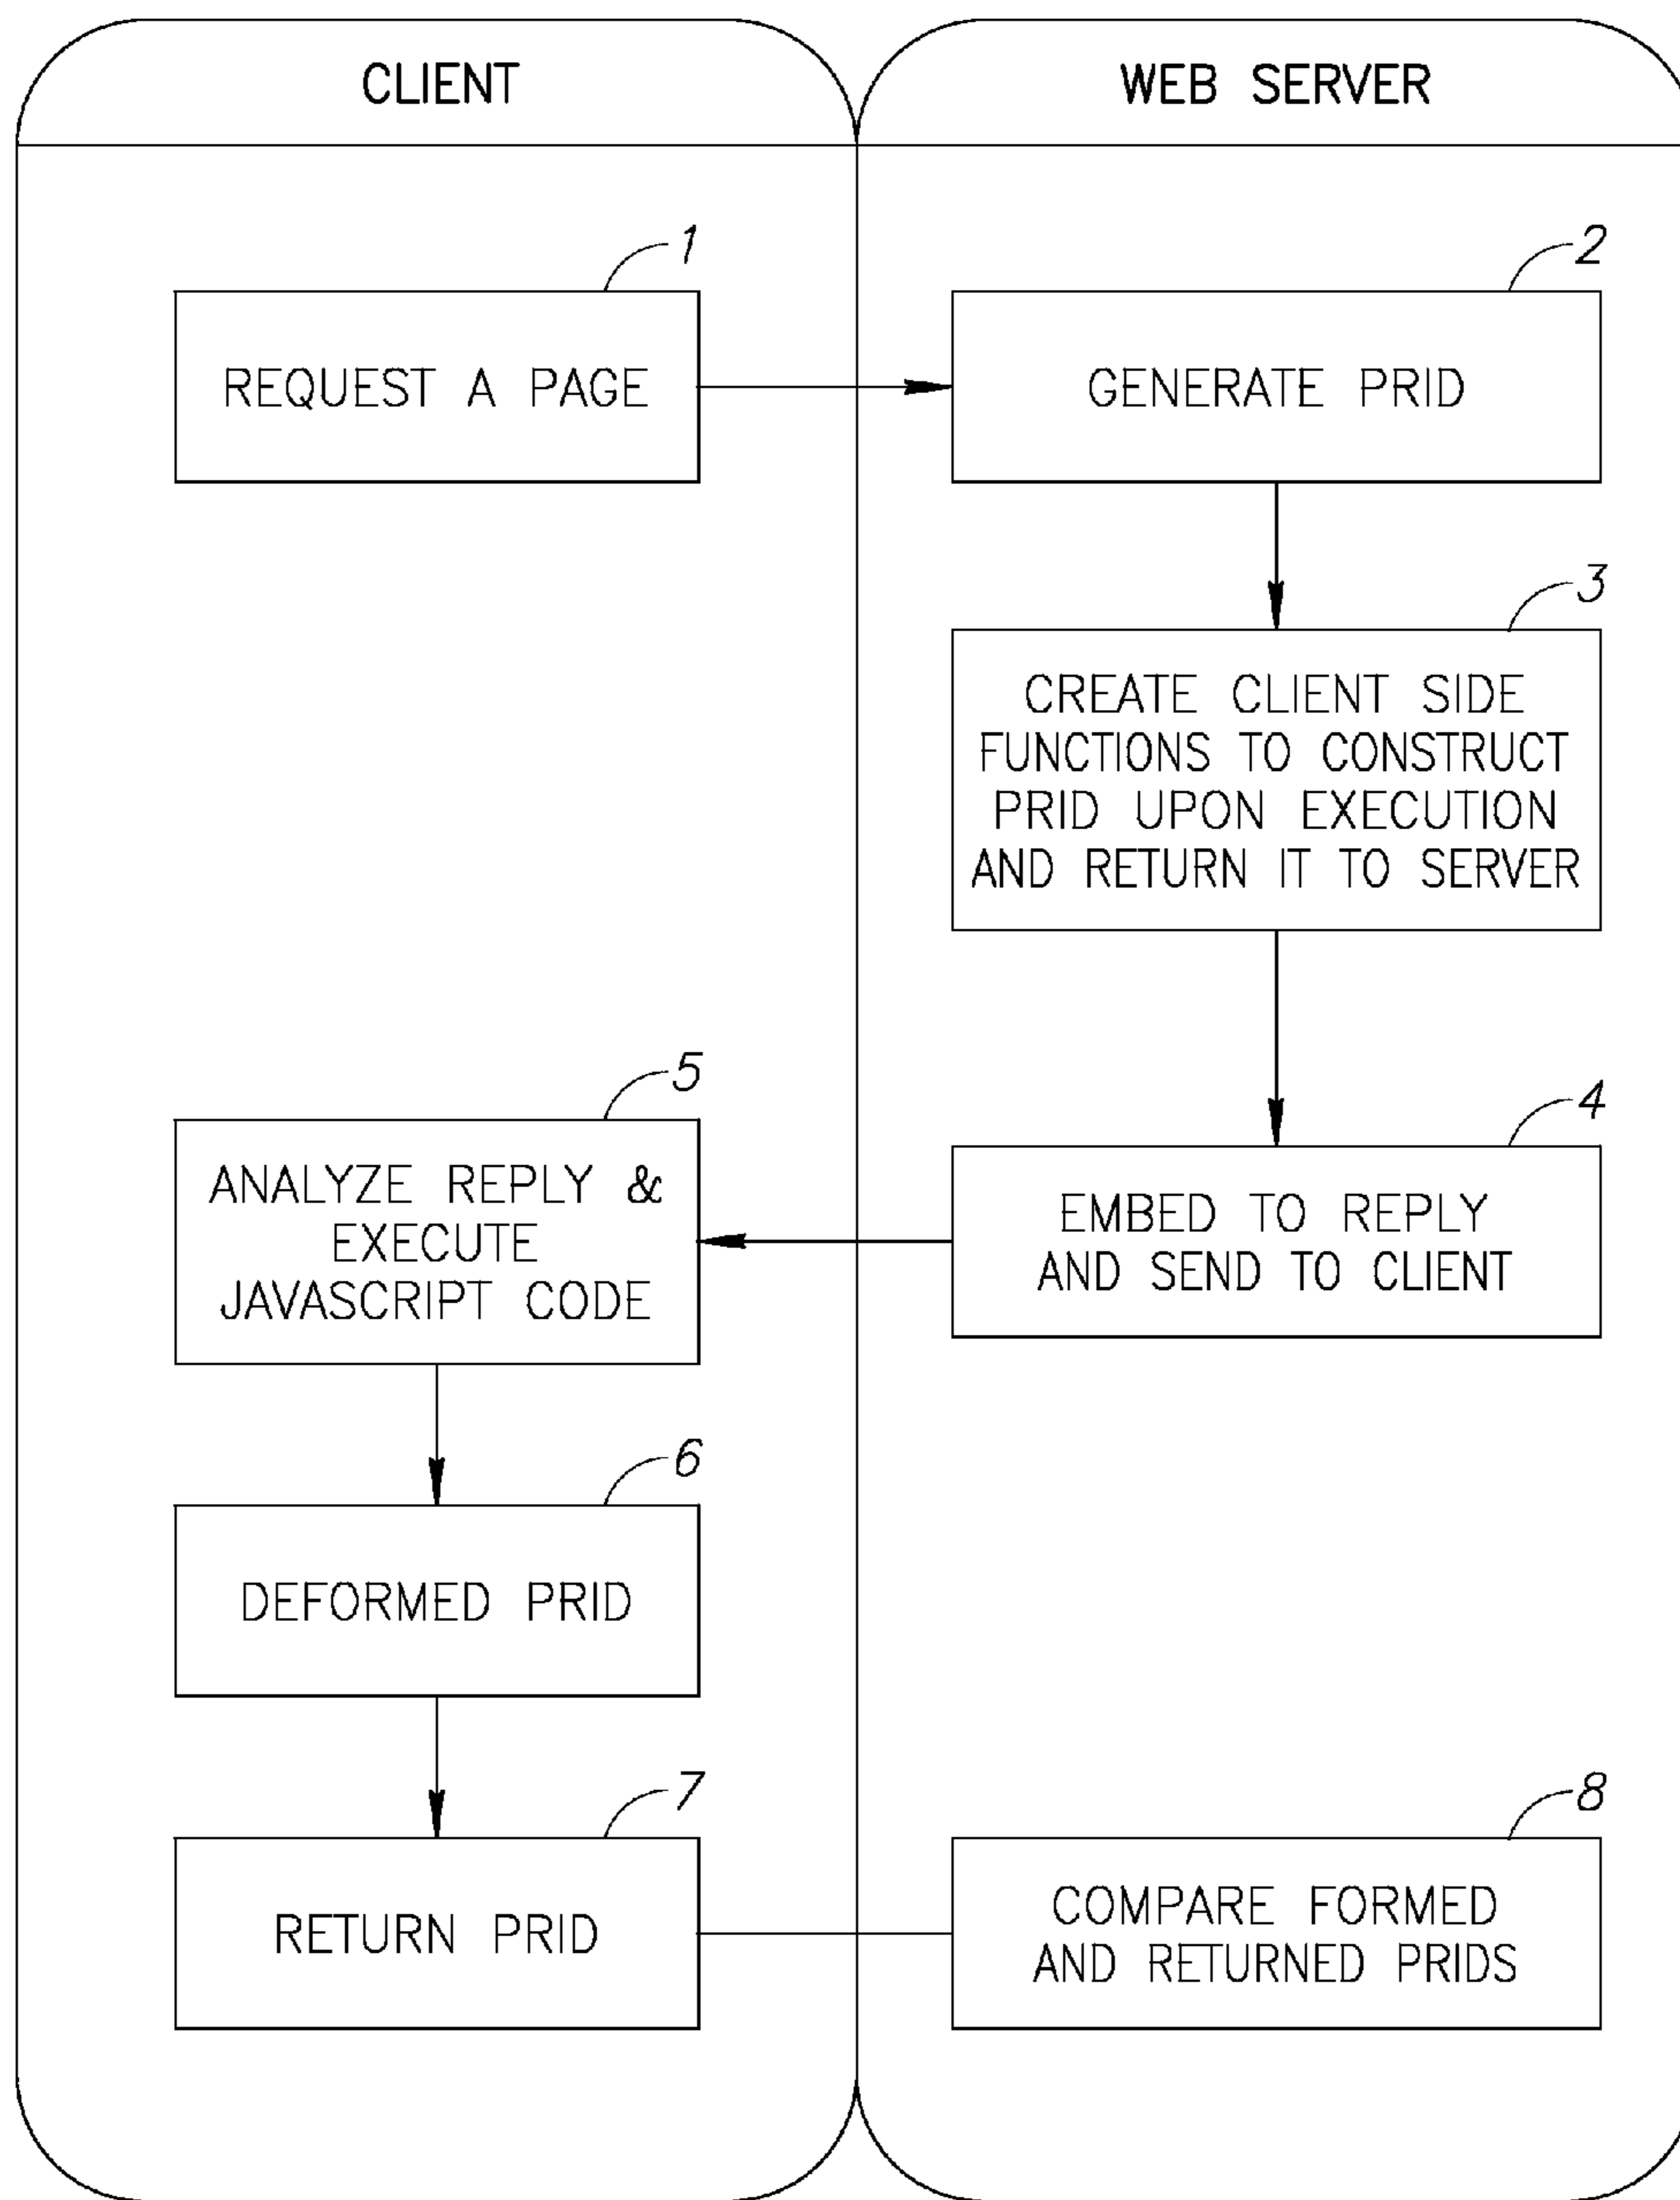 CLIENT
WEB SERVER
1
REQUEST A PAGE
2
GENERATE PRID
3
CREATE CLIENT SIDE
FUNCTIONS TO CONSTRUCT
PRID UPON EXECUTION
AND RETURN IT TO SERVER
4
EMBED TO REPLY
AND SEND TO CLIENT
5
ANALYZE REPLY &
EXECUTE
JAVASCRIPT CODE
6
DEFORMED PRID
7
RETURN PRID
8
COMPARE FORMED
AND RETURNED PRIDS